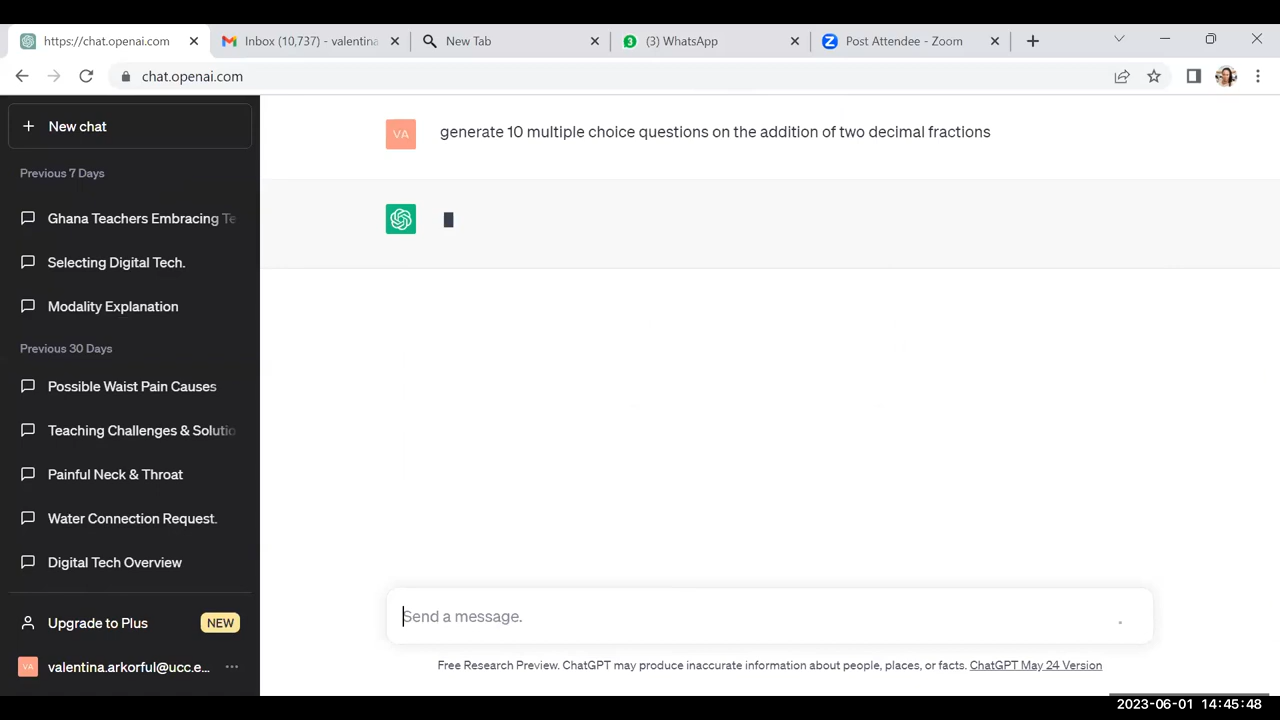 https://chat.openai.com
Inbox (10,737) - valentina
New Tab
(3) WhatsApp
Post Attendee - Zoom
chat.openai.com
New chat
Previous 7 Days
Ghana Teachers Embracing Te
Selecting Digital Tech.
Modality Explanation
Previous 30 Days
Possible Waist Pain Causes
Teaching Challenges & Solutio
Painful Neck & Throat
Water Connection Request.
Digital Tech Overview
Upgrade to Plus NEW
VA valentina.arkorful@ucc.e...
VA generate 10 multiple choice questions on the addition of two decimal fractions
Send a message.
Free Research Preview. ChatGPT may produce inaccurate information about people, places, or facts. ChatGPT May 24 Version
2023-06-01 14:45:48